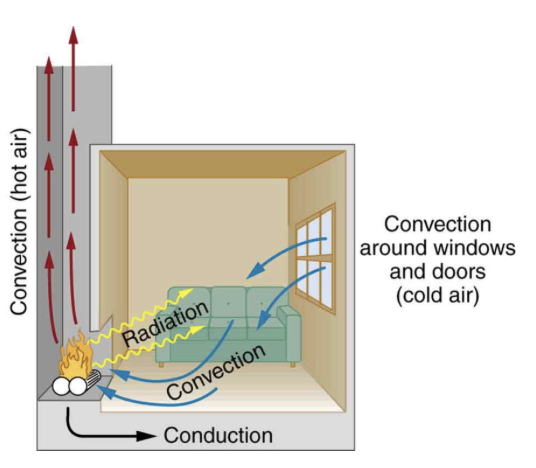 Convection (hot air)
Radiation
Convection
Convection
around windows
and doors
(cold air)
Conduction